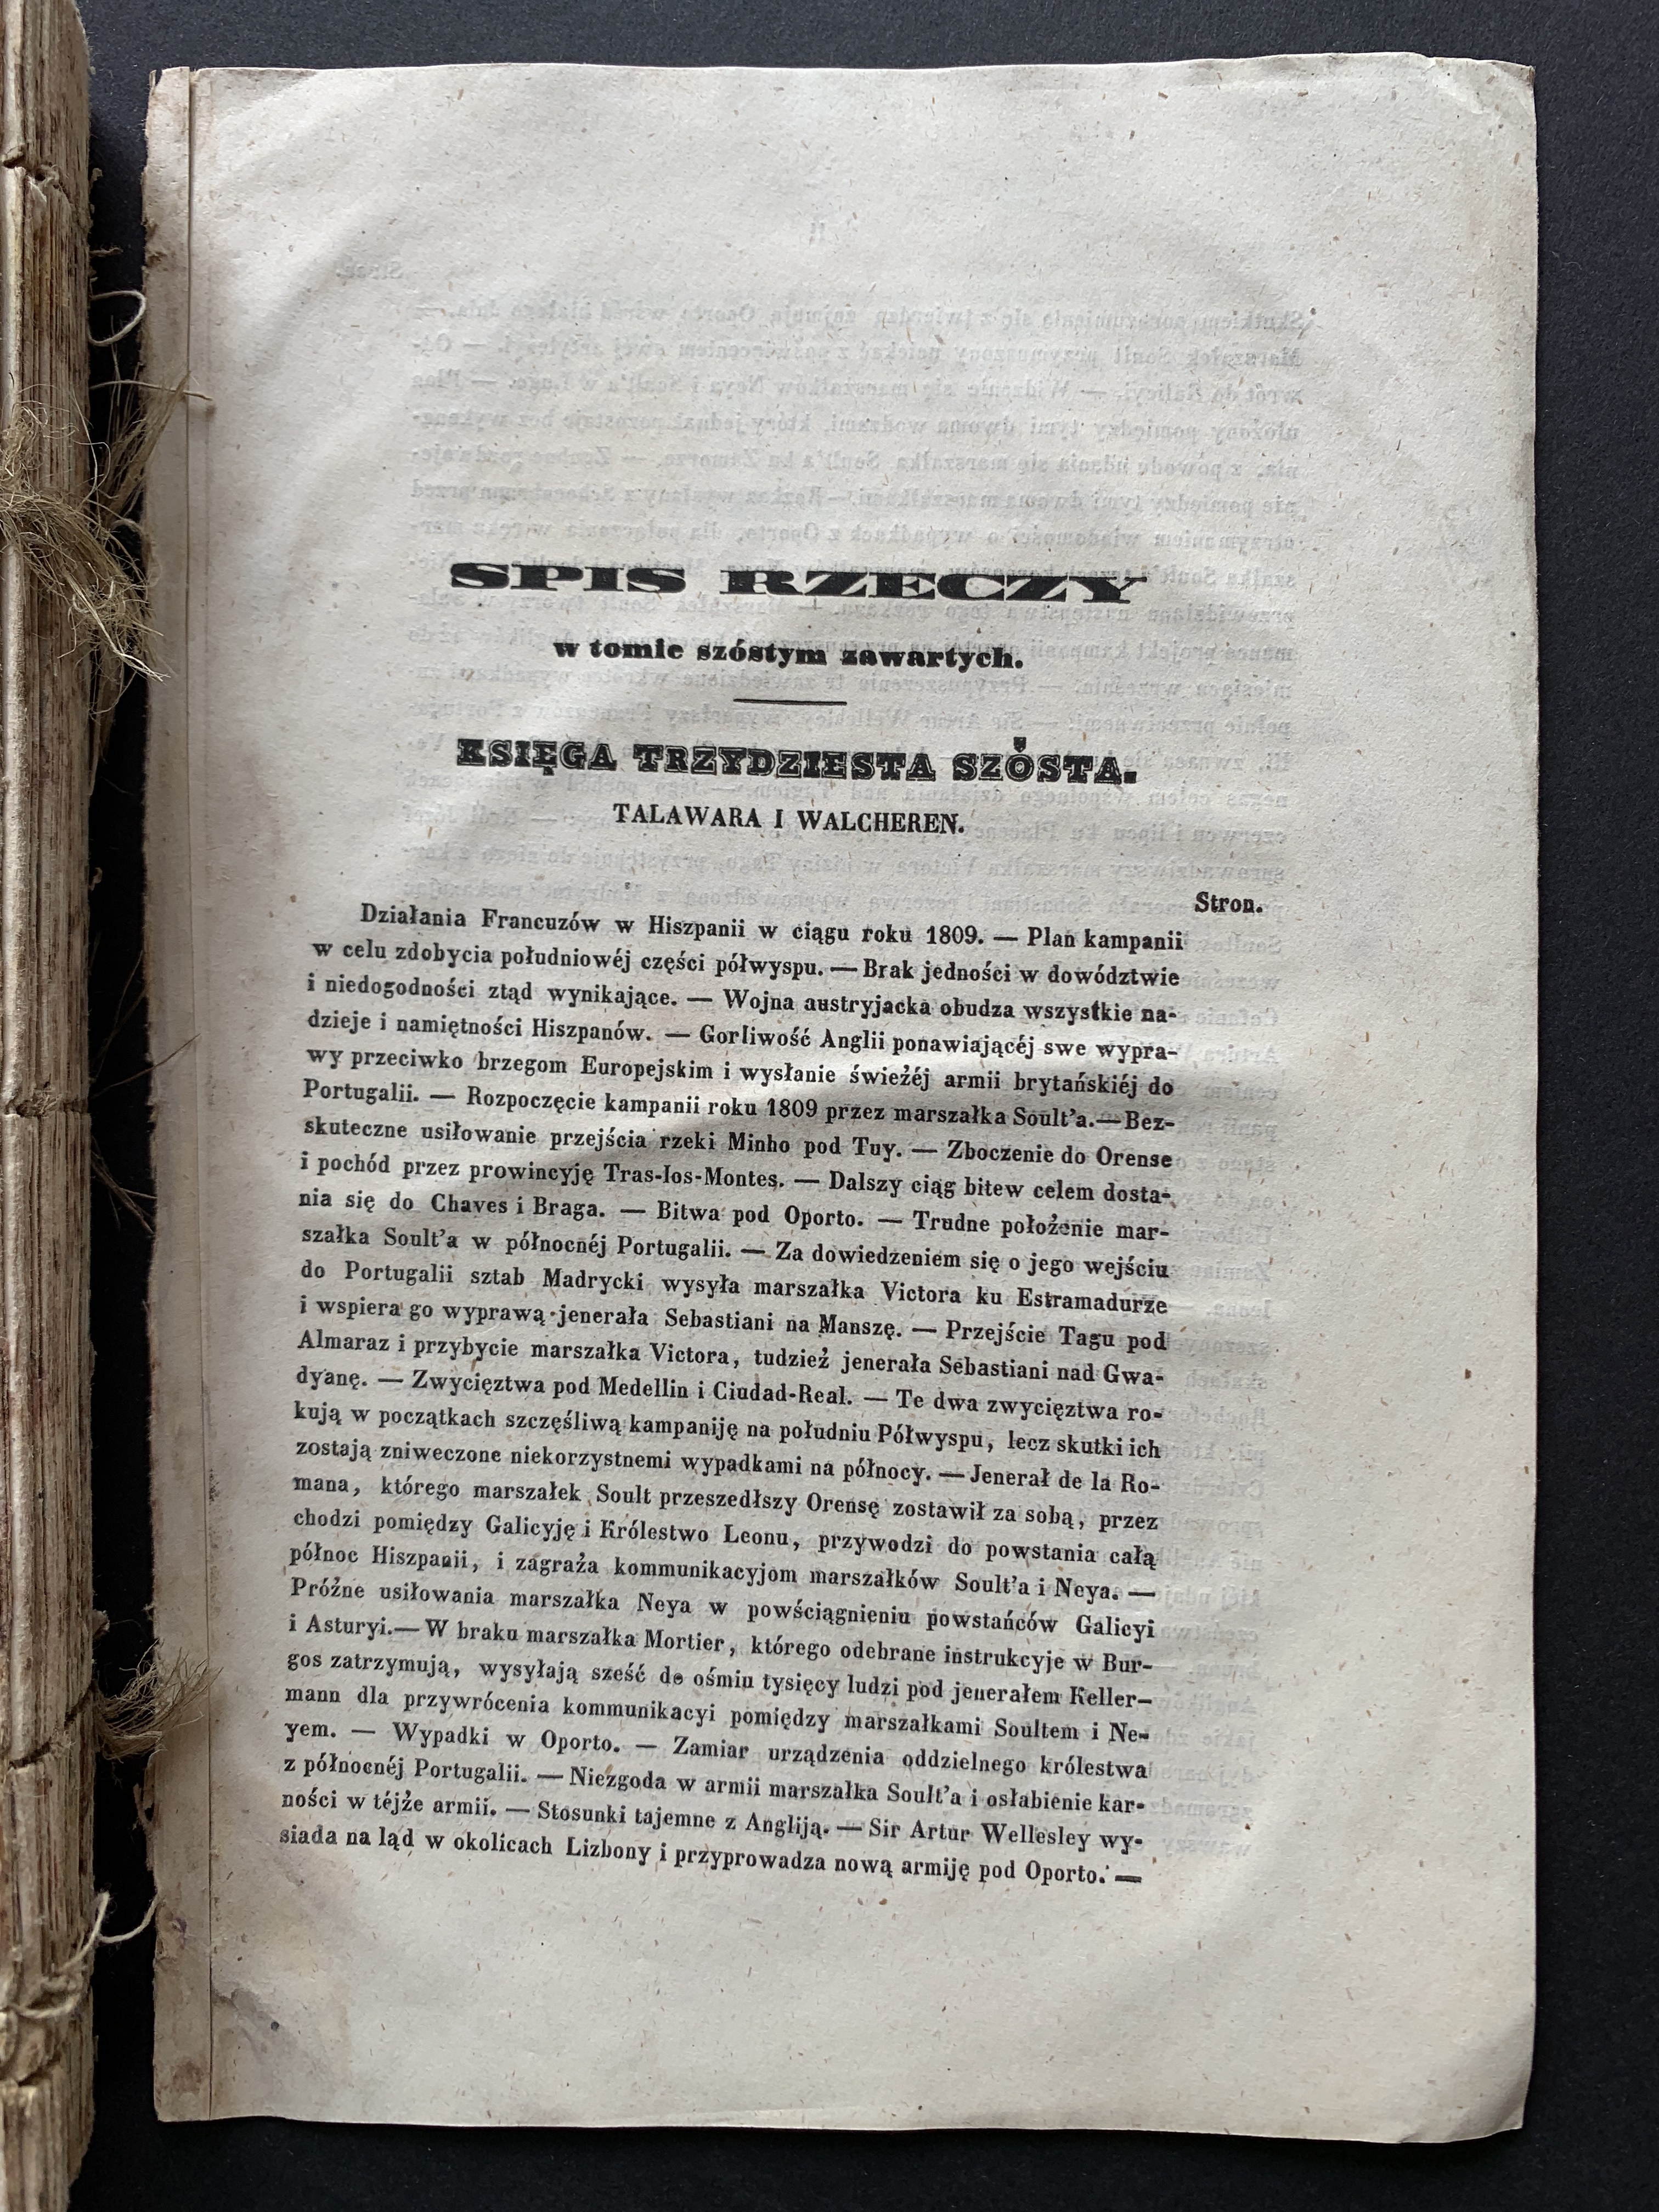 SPIS RZECZY
w tomie szóstym zawartych.
KSIĘGA TRZYDZIESTA SZÓSTA.
TALAWARA I WALCHEREN.
Stron.
Działania Francuzów w Hiszpanii w ciągu roku 1809. — Plan kampanii
w celu zdobycia południowéj części półwyspu. — Brak jedności w dowództwie
i niedogodności ztąd wynikające. — Wojna austryjacka obudza wszystkie na-
dzieje i namiętności Hiszpanów. — Gorliwość Anglii ponawiającéj swe wypra-
wy przeciwko brzegom Europejskim i wysłanie świeżéj armii brytańskiéj do
Portugalii. — Rozpoczęcie kampanii roku 1809 przez marszałka Soult'a.—Bez-
skuteczne usiłowanie przejścia rzeki Minho pod Tuy. — Zboczenie do Orense
i pochód przez prowincyję Tras-los-Montes. — Dalszy ciąg bitew celem dosta-
nia się do Chaves i Braga. — Bitwa pod Oporto. — Trudne położenie mar-
szałka Soult'a w północnéj Portugalii. — Za dowiedzeniem się o jego wejściu
do Portugalii sztab Madrycki wysyła marszałka Victora ku Estramadurze
i wspiera go wyprawą jenerała Sebastiani na Manszę. — Przejście Tagu pod
Almaraz i przybycie marszałka Victora, tudzież jenerała Sebastiani nad Gwa-
dyanę. — Zwycięztwa pod Medellin i Ciudad-Real. — Te dwa zwycięztwa ro-
kują w początkach szczęśliwą kampaniję na południu Półwyspu, lecz skutki ich
zostają zniweczone niekorzystnemi wypadkami na północy. — Jenerał de la Ro-
mana, którego marszałek Soult przeszedłszy Orensę zostawił za sobą, przez
chodzi pomiędzy Galicyję i Królestwo Leonu, przywodzi do powstania całą
północ Hiszpanii, i zagraża kommunikacyjom marszałków Soult'a i Neya. —
Próżne usiłowania marszałka Neya w powściągnieniu powstańców Galicyi
i Asturyi.— W braku marszałka Mortier, którego odebrane instrukcyje w Bur-
gos zatrzymują, wysyłają sześć do ośmiu tysięcy ludzi pod jenerałem Keller-
mann dla przywrócenia kommunikacyi pomiędzy marszałkami Soultem i Ne-
yem. — Wypadki w Oporto. — Zamiar urządzenia oddzielnego królestwa
z północnéj Portugalii. — Niezgoda w armii marszałka Soult'a i osłabienie kar-
ności w téjże armii. — Stosunki tajemne z Angliją. — Sir Artur Wellesley wy-
siada na ląd w okolicach Lizbony i przyprowadza nową armiję pod Oporto. —